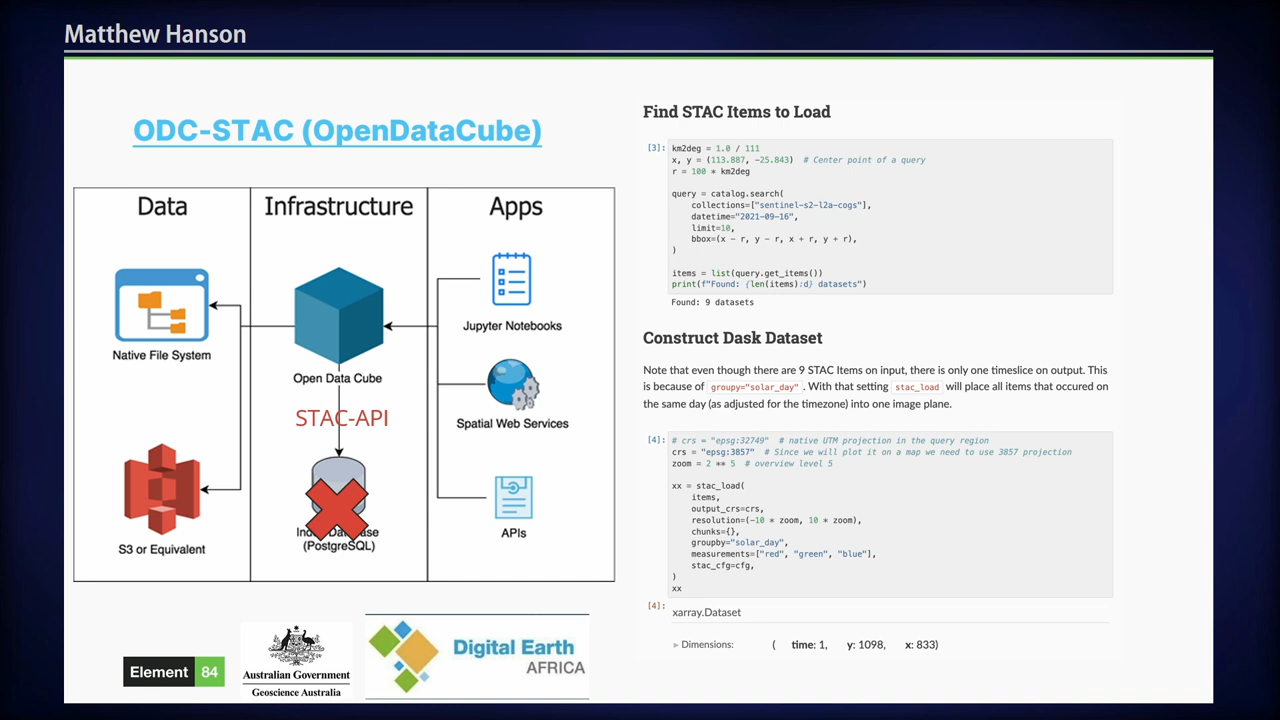 Matthew Hanson
ODC-STAC (OpenDataCube)
Data
Infrastructure
Apps
Native File System
Open Data Cube
Jupyter Notebooks
STAC-API
Spatial Web Services
S3 or Equivalent
(PostgreSQL)
APIs
Element 84
Australian Government
Geoscience Australia
Digital Earth
AFRICA
Find STAC Items to Load
[3]:
km2deg = 1.0 / 111
x, y = (113.887, -25.843)  # Center point of a query
r = 100 * km2deg
query = catalog.search(
collections=["sentinel-s2-l2a-cogs"],
datetime="2021-09-16",
limit=10,
bbox=(x - r, y - r, x + r, y + r),
)
items = list(query.get_items())
print(f"Found: {len(items):d} datasets")
Found: 9 datasets
Construct Dask Dataset
Note that even though there are 9 STAC Items on input, there is only one timeslice on output. This
is because of groupy="solar_day" . With that setting stac_load will place all items that occured on
the same day (as adjusted for the timezone) into one image plane.
[4]:
# crs = "epsg:32749"  # native UTM projection in the query region
crs = "epsg:3857"  # Since we will plot it on a map we need to use 3857 projection
zoom = 2 ** 5  # overview level 5
xx = stac_load(
items,
output_crs=crs,
resolution=(-10 * zoom, 10 * zoom),
chunks={},
groupby="solar_day",
measurements=["red", "green", "blue"],
stac_cfg=cfg,
)
xx
[4]:
xarray.Dataset
Dimensions: ( time: 1, y: 1098, x: 833)